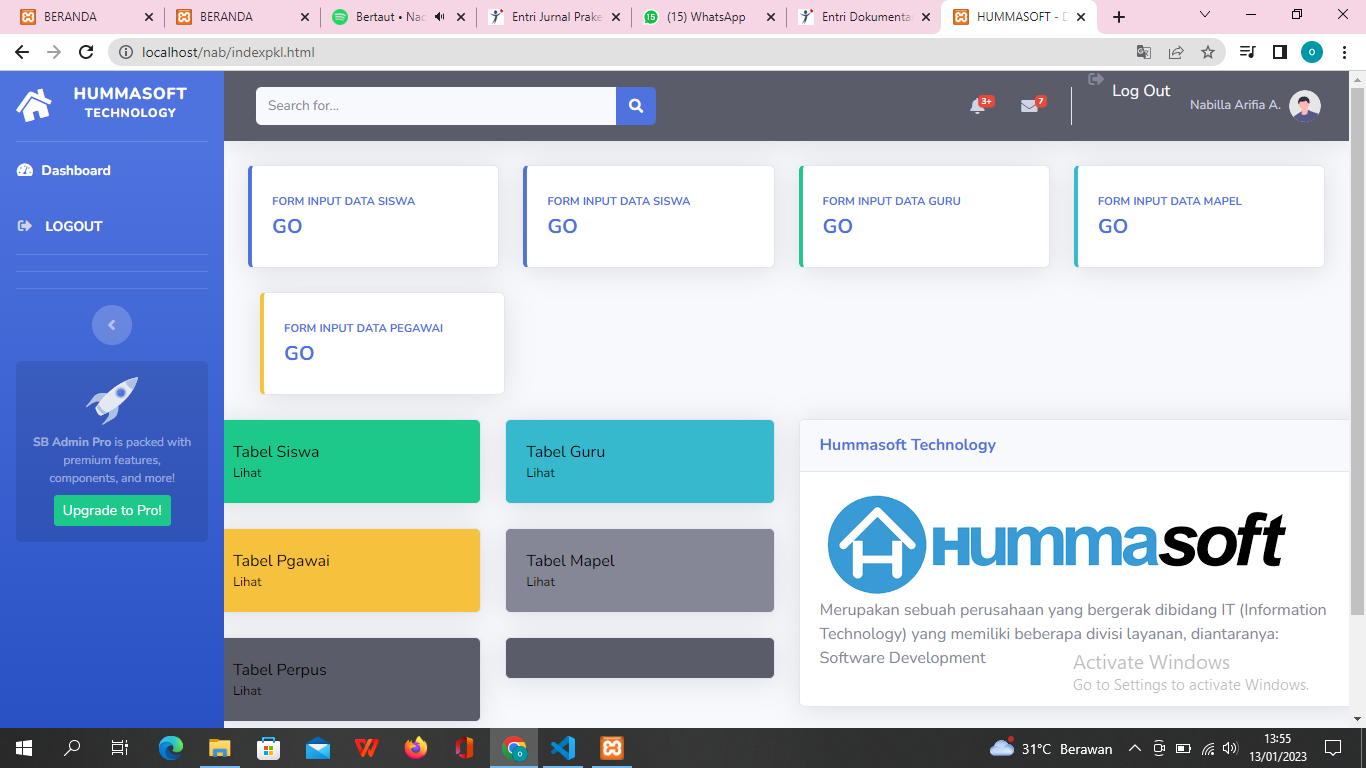 BERANDA
BERANDA
Bertaut • Nad
Entri Jurnal Prake
(15) WhatsApp
Entri Dokumenta
HUMMASOFT - D
localhost/nab/indexpkl.html
o
HUMMASOFT
TECHNOLOGY
Search for...
3+
7
Log Out
Nabilla Arifia A.
Dashboard
LOGOUT
FORM INPUT DATA SISWA
GO
FORM INPUT DATA SISWA
GO
FORM INPUT DATA GURU
GO
FORM INPUT DATA MAPEL
GO
FORM INPUT DATA PEGAWAI
GO
SB Admin Pro is packed with
premium features,
components, and more!
Upgrade to Pro!
Tabel Siswa
Lihat
Tabel Guru
Lihat
Tabel Pgawai
Lihat
Tabel Mapel
Lihat
Tabel Perpus
Lihat
Hummasoft Technology
Hummasoft
Merupakan sebuah perusahaan yang bergerak dibidang IT (Information
Technology) yang memiliki beberapa divisi layanan, diantaranya:
Software Development
Activate Windows
Go to Settings to activate Windows.
31°C Berawan
13:55
13/01/2023